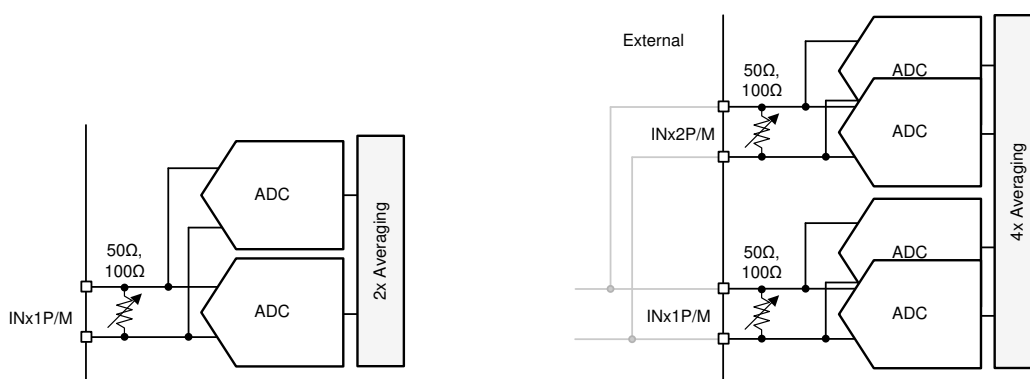 50Ω,
100Ω
INx1P/M
ADC
ADC
2x Averaging
External
50Ω,
100Ω
INx2P/M
ADC
ADC
50Ω,
100Ω
INx1P/M
ADC
ADC
4x Averaging